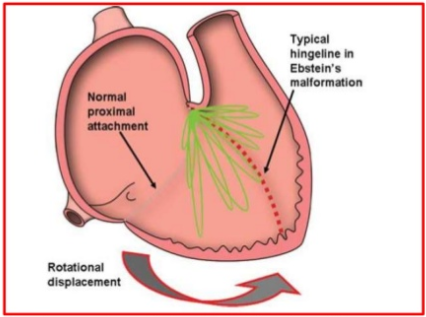 Typical
hingeline in
Ebstein's
malformation
Normal
proximal
attachment
Rotational
displacement